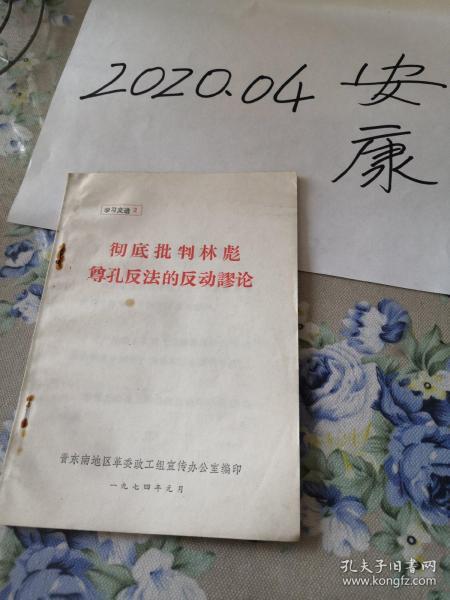 2020.04 安
康
学习文选 2
彻底批判林彪
尊孔反法的反动謬论
晋东南地区革委政工组宣传办公室编印
一九七四年元月
孔夫子旧书网
www.kongfz.com